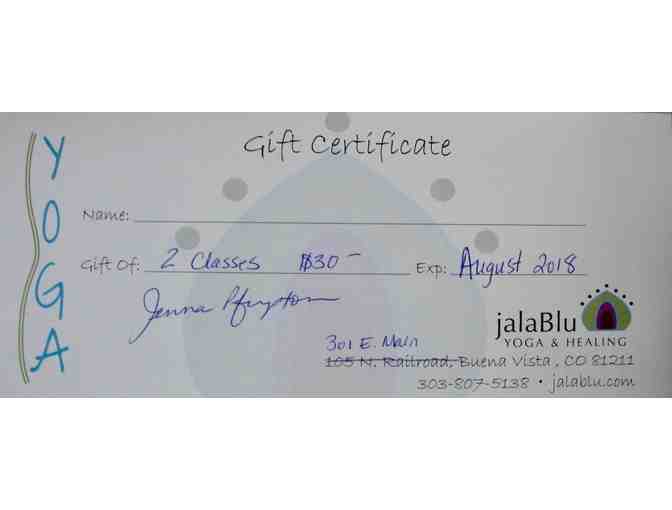 YOGA
Gift Certificate
Name:
Gift Of: 2 Classes $30- Exp: August 2018
Jenna
jalaBlu
YOGA & HEALING
301 E. Main
105 N. Railroad, Buena Vista, CO 81211
303-807-5138 • jalablu.com